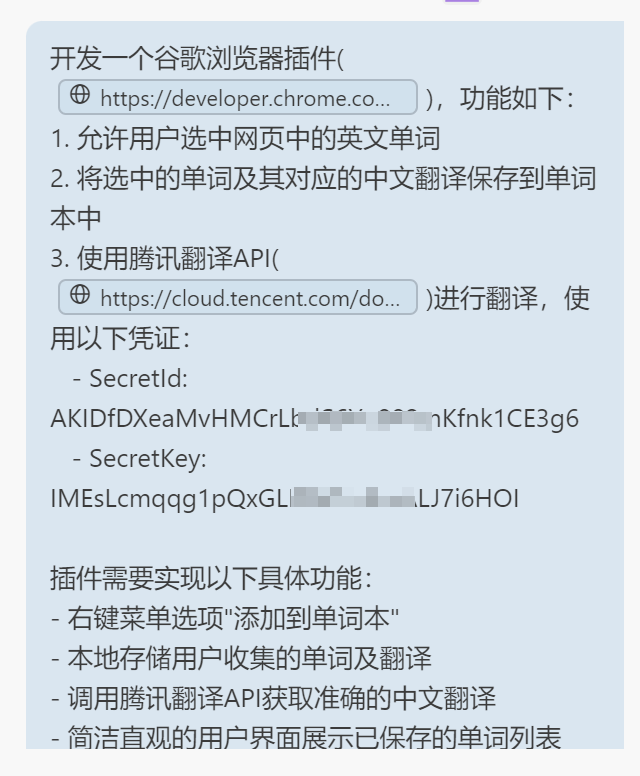 开发一个谷歌浏览器插件(
https://developer.chrome.co... )，功能如下：
1. 允许用户选中网页中的英文单词
2. 将选中的单词及其对应的中文翻译保存到单词
本中
3. 使用腾讯翻译API(
https://cloud.tencent.com/do... )进行翻译，使
用以下凭证：
- SecretId:
AKIDfDXeaMvHMCrLb nKfnk1CE3g6
- SecretKey:
IMEsLcmqqg1pQxGL LJ7i6HOI
插件需要实现以下具体功能：
- 右键菜单选项"添加到单词本"
- 本地存储用户收集的单词及翻译
- 调用腾讯翻译API获取准确的中文翻译
- 简洁直观的用户界面展示已保存的单词列表